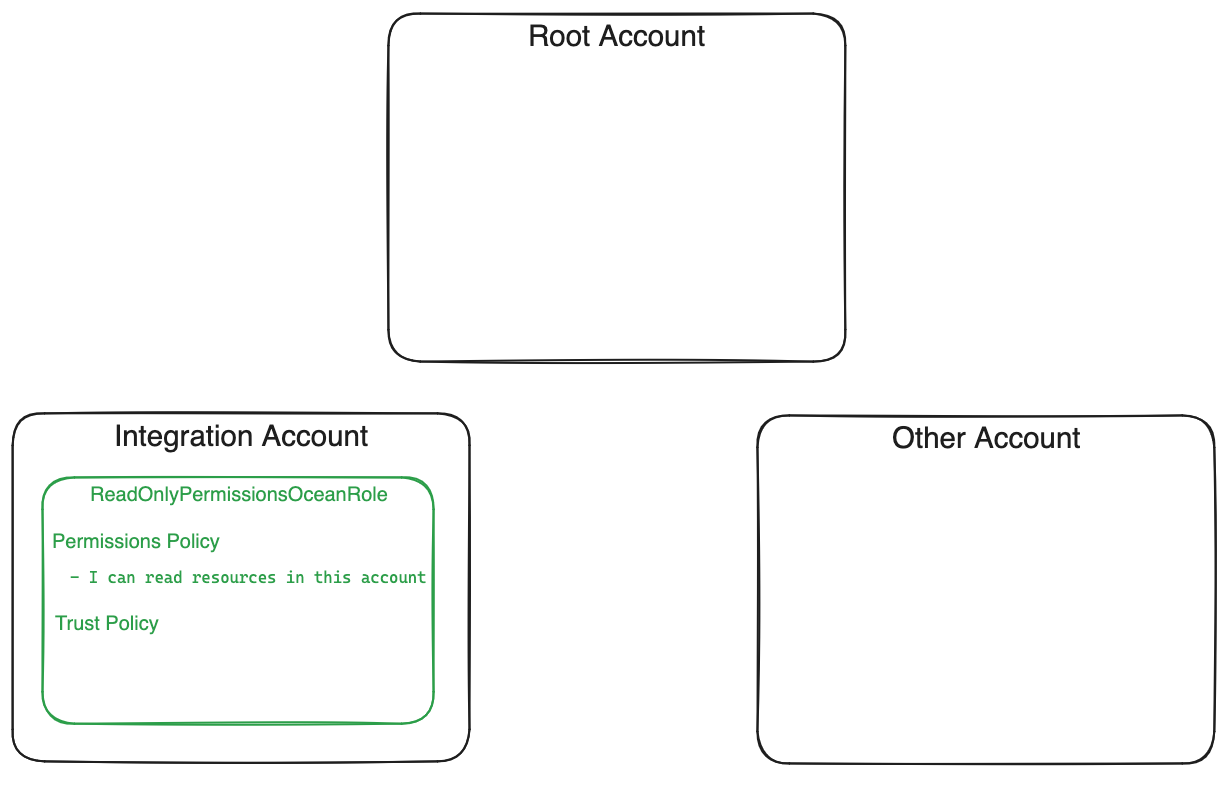 Root Account
Integration Account
ReadOnlyPermissionsOceanRole
Permissions Policy
- I can read resources in this account
Trust Policy
Other Account